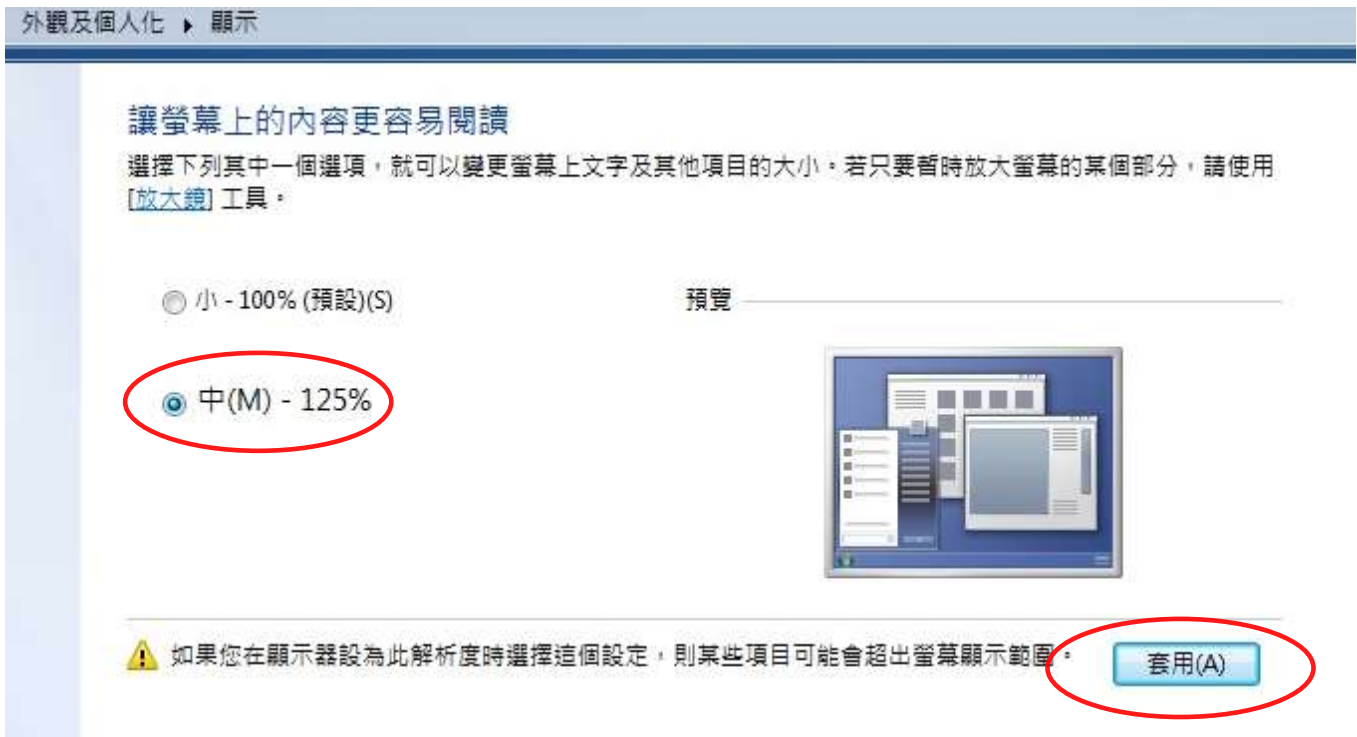 外觀及個人化 ▸ 顯示
讓螢幕上的內容更容易閱讀
選擇下列其中一個選項，就可以變更螢幕上文字及其他項目的大小。若只要暫時放大螢幕的某個部分，請使用
[放大鏡] 工具。
小 - 100% (預設)(S)
預覽
中(M) - 125%
如果您在顯示器設為此解析度時選擇這個設定，則某些項目可能會超出螢幕顯示範圍。
套用(A)